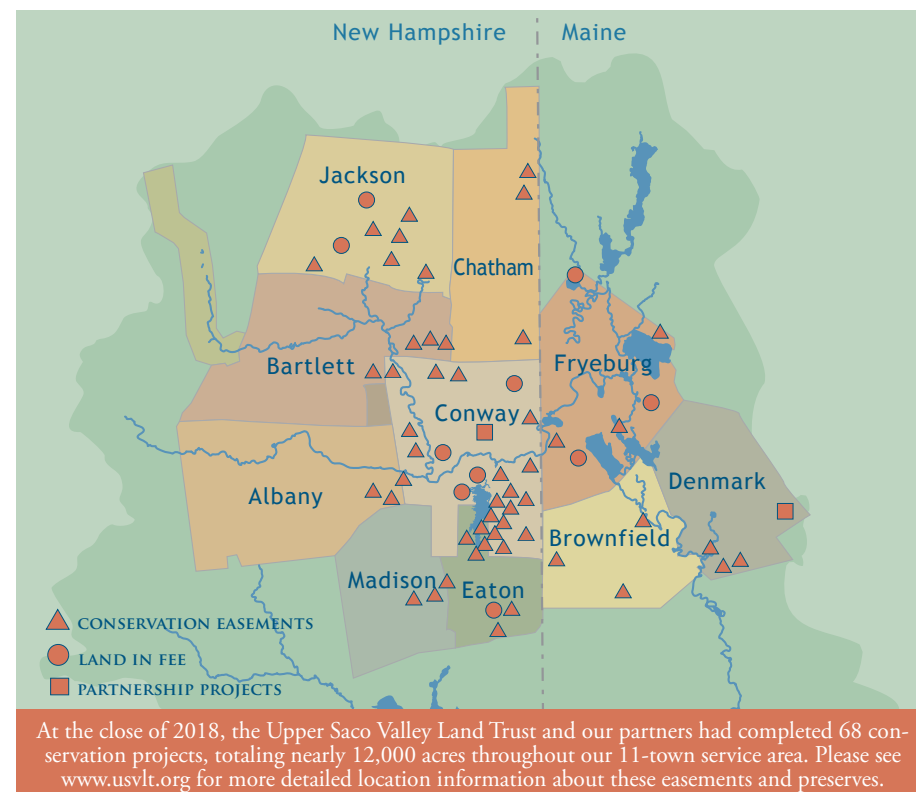 New Hampshire
Maine
Jackson
Chatham
Bartlett
Fryeburg
Conway
Denmark
Albany
Brownfield
Madison
Eaton
CONSERVATION EASEMENTS
LAND IN FEE
PARTNERSHIP PROJECTS
At the close of 2018, the Upper Saco Valley Land Trust and our partners had completed 68 con-
servation projects, totaling nearly 12,000 acres throughout our 11-town service area. Please see
www.usvlt.org for more detailed location information about these easements and preserves.